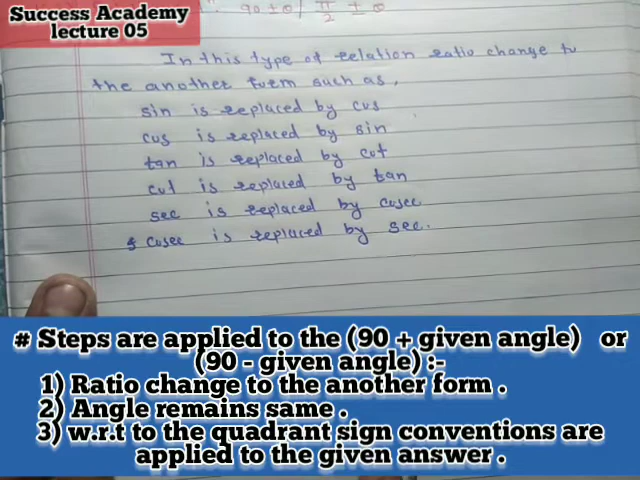 Success Academy
lecture 05
90 ± θ / π/2 ± θ
In this type of relation ratio change to
the another form such as,
sin is replaced by cos
cos is replaced by sin
tan is replaced by cot
cot is replaced by tan
sec is replaced by cosec
& cosec is replaced by sec.
# Steps are applied to the (90 + given angle) or
(90 - given angle) :-
1) Ratio change to the another form .
2) Angle remains same .
3) w.r.t to the quadrant sign conventions are
applied to the given answer .